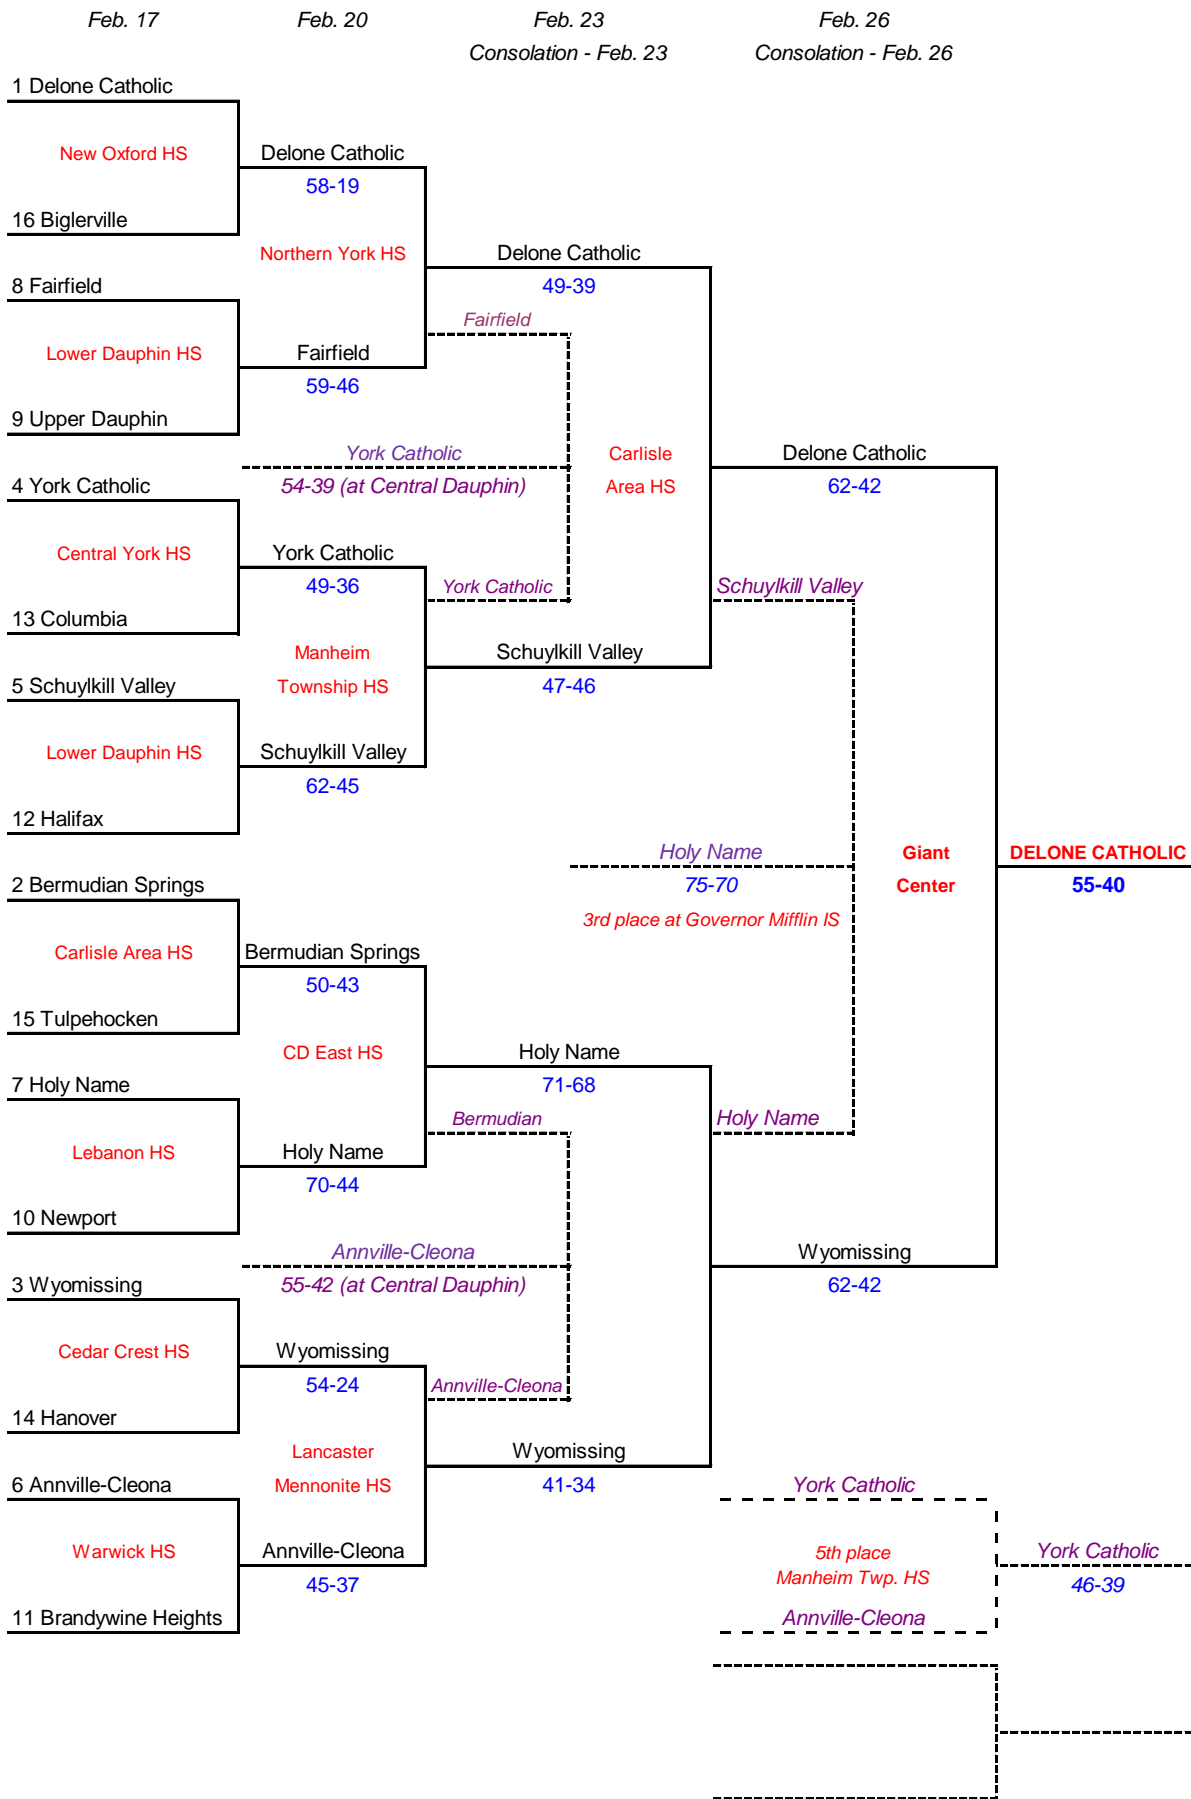 Feb. 17 Feb. 20 Feb. 23 Feb. 26
Consolation - Feb. 23 Consolation - Feb. 26
1 Delone Catholic
New Oxford HS Delone Catholic
58-19
16 Biglerville
Northern York HS Delone Catholic
8 Fairfield 49-39
Fairfield
Lower Dauphin HS Fairfield
59-46
9 Upper Dauphin
York Catholic Carlisle Delone Catholic
4 York Catholic 54-39 (at Central Dauphin) Area HS 62-42
Central York HS York Catholic
49-36 York Catholic Schuylkill Valley
13 Columbia
Manheim Schuylkill Valley
5 Schuylkill Valley Township HS 47-46
Lower Dauphin HS Schuylkill Valley
62-45
12 Halifax
Holy Name Giant DELONE CATHOLIC
2 Bermudian Springs 75-70 Center 55-40
3rd place at Governor Mifflin IS
Carlisle Area HS Bermudian Springs
50-43
15 Tulpehocken
CD East HS Holy Name
7 Holy Name 71-68
Bermudian Holy Name
Lebanon HS Holy Name
70-44
10 Newport
Annville-Cleona Wyomissing
3 Wyomissing 55-42 (at Central Dauphin) 62-42
Cedar Crest HS Wyomissing
54-24 Annville-Cleona
14 Hanover
Lancaster Wyomissing
6 Annville-Cleona Mennonite HS 41-34 York Catholic
Warwick HS Annville-Cleona 5th place York Catholic
45-37 Manheim Twp. HS 46-39
11 Brandywine Heights Annville-Cleona